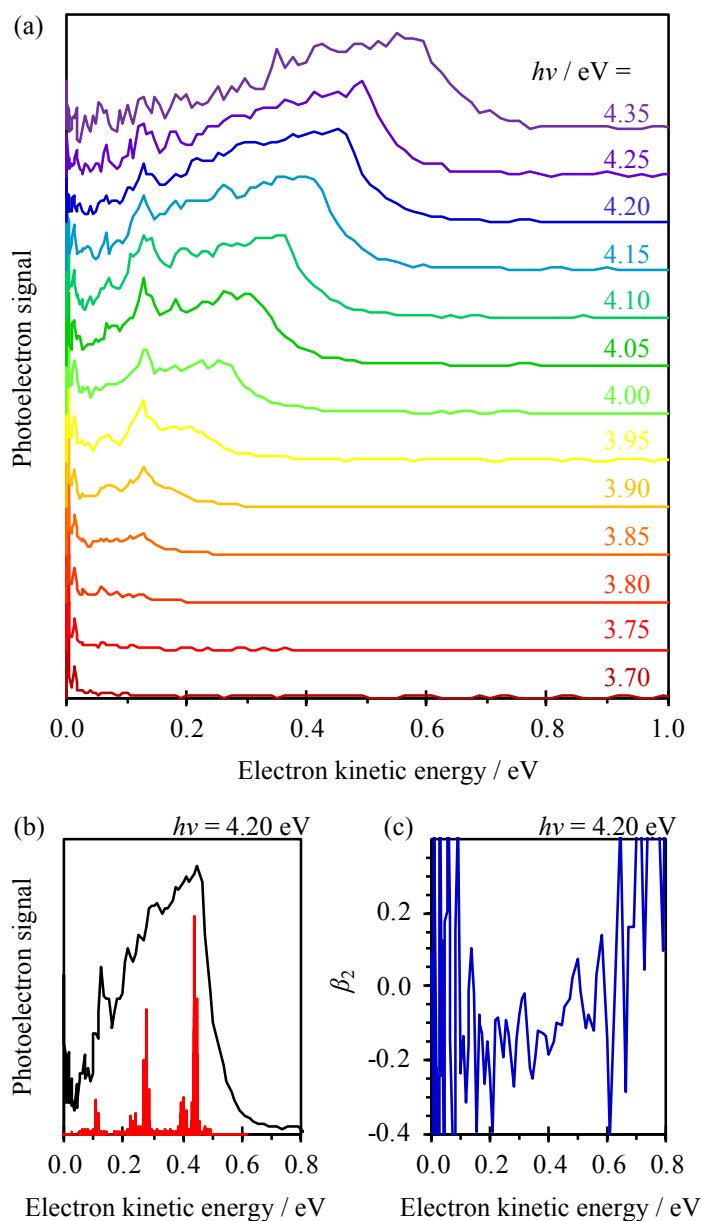 (a)
hν / eV =
4.35
4.25
4.20
4.15
4.10
4.05
4.00
3.95
3.90
3.85
3.80
3.75
3.70
Photoelectron signal
0.0 0.2 0.4 0.6 0.8 1.0
Electron kinetic energy / eV
(b) hν = 4.20 eV
Photoelectron signal
0.0 0.2 0.4 0.6 0.8
Electron kinetic energy / eV
(c) hν = 4.20 eV
β₂
0.2
0.0
-0.2
-0.4
0.0 0.2 0.4 0.6 0.8
Electron kinetic energy / eV